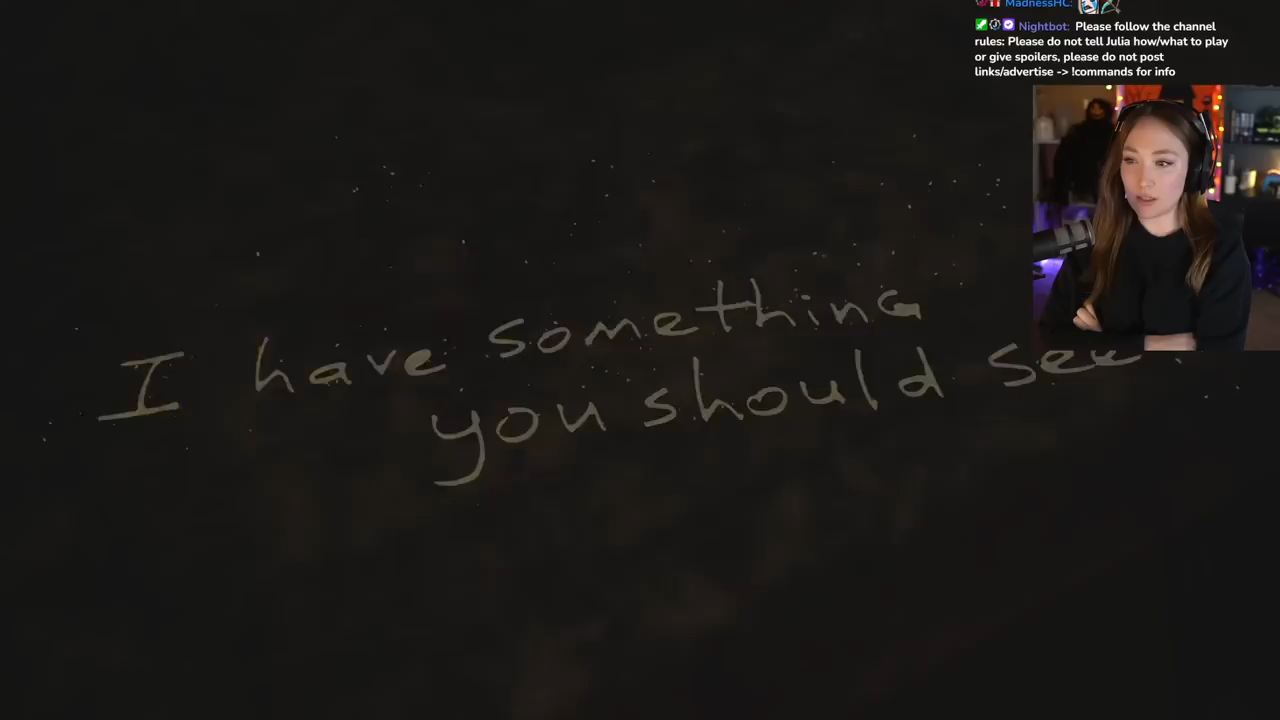 MadnessHC:
Nightbot: Please follow the channel
rules: Please do not tell Julia how/what to play
or give spoilers, please do not post
links/advertise -> !commands for info
I have something
you should see.